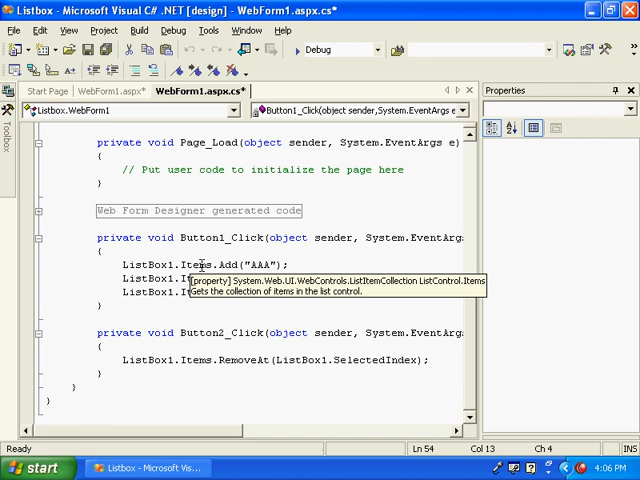 Listbox - Microsoft Visual C# .NET [design] - WebForm1.aspx.cs*
File Edit View Project Build Debug Tools Window Help
Debug
Start Page WebForm1.aspx* WebForm1.aspx.cs* Properties
Listbox.WebForm1 Button1_Click(object sender,System.EventArgs e
Toolbox
private void Page_Load(object sender, System.EventArgs e)
{
// Put user code to initialize the page here
}
Web Form Designer generated code
private void Button1_Click(object sender, System.EventArgs
{
ListBox1.Items.Add("AAA");
ListBox1.It
[property] System.Web.UI.WebControls.ListItemCollection ListControl.Items
ListBox1.It
Gets the collection of items in the list control.
}
private void Button2_Click(object sender, System.EventArgs
{
ListBox1.Items.RemoveAt(ListBox1.SelectedIndex);
}
}
}
Ready Ln 54 Col 13 Ch 4 INS
start Listbox - Microsoft Vis... 4:06 PM